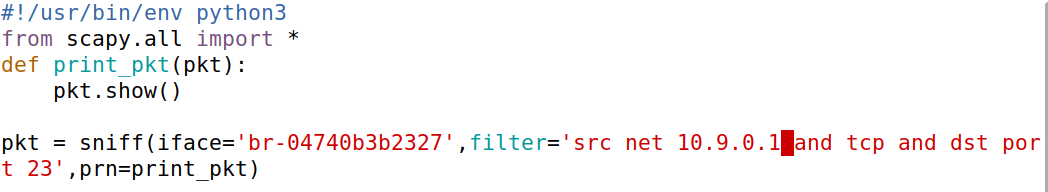 #!/usr/bin/env python3
from scapy.all import *
def print_pkt(pkt):
    pkt.show()

pkt = sniff(iface='br-04740b3b2327',filter='src net 10.9.0.1 and tcp and dst por
t 23',prn=print_pkt)